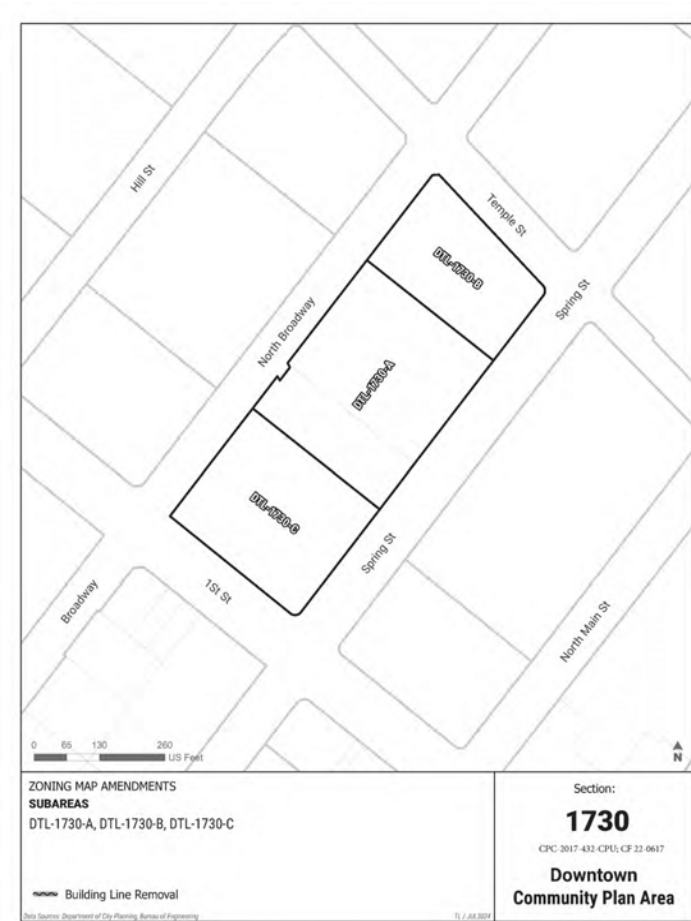 Hill St
Temple St
DTL-1730-B
Spring St
North Broadway
DTL-1730-A
DTL-1730-C
Spring St
1St St
Broadway
North Main St
0 65 130 260
US Feet
N
ZONING MAP AMENDMENTS
SUBAREAS
DTL-1730-A, DTL-1730-B, DTL-1730-C
Building Line Removal
Data Sources: Department of City Planning, Bureau of Engineering
TL / JUL 2024
Section:
1730
CPC-2017-432-CPU; CF 22-0617
Downtown
Community Plan Area